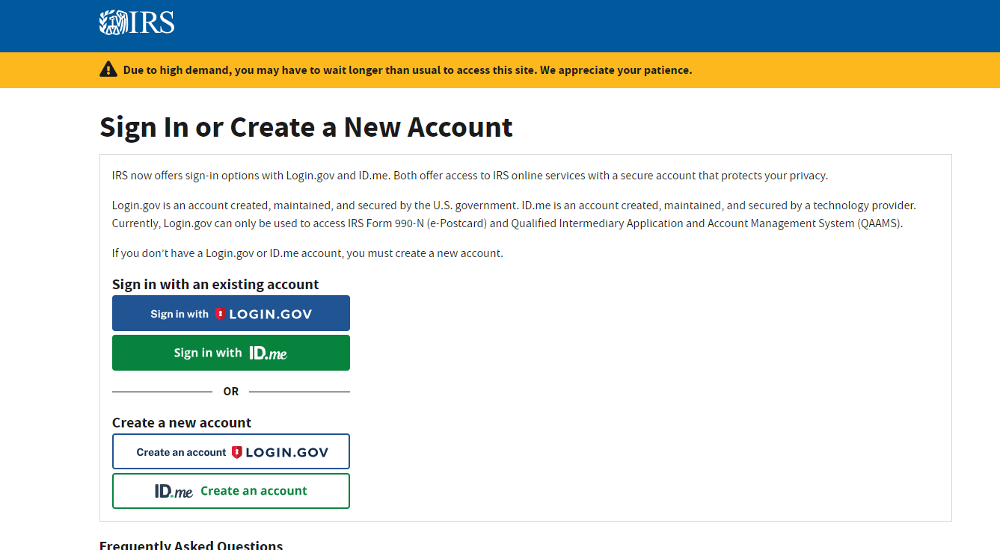 IRS
Due to high demand, you may have to wait longer than usual to access this site. We appreciate your patience.
Sign In or Create a New Account
IRS now offers sign-in options with Login.gov and ID.me. Both offer access to IRS online services with a secure account that protects your privacy.
Login.gov is an account created, maintained, and secured by the U.S. government. ID.me is an account created, maintained, and secured by a technology provider.
Currently, Login.gov can only be used to access IRS Form 990-N (e-Postcard) and Qualified Intermediary Application and Account Management System (QAAMS).
If you don’t have a Login.gov or ID.me account, you must create a new account.
Sign in with an existing account
Sign in with LOGIN.GOV
Sign in with ID.me
OR
Create a new account
Create an account LOGIN.GOV
ID.me Create an account
Frequently Asked Questions